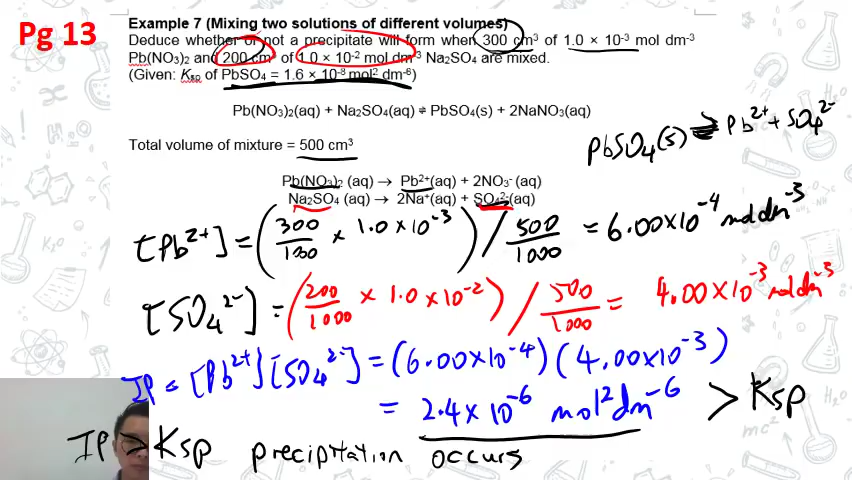 Pg 13
Example 7 (Mixing two solutions of different volumes)
Deduce whether or not a precipitate will form when 300 cm³ of 1.0 × 10⁻³ mol dm⁻³
Pb(NO₃)₂ and 200 cm³ of 1.0 × 10⁻² mol dm⁻³ Na₂SO₄ are mixed.
(Given: Ksp of PbSO₄ = 1.6 × 10⁻⁸ mol² dm⁻⁶)
Pb(NO₃)₂(aq) + Na₂SO₄(aq) ⇌ PbSO₄(s) + 2NaNO₃(aq)
PbSO₄(s) ⇌ Pb²⁺ + SO₄²⁻
Total volume of mixture = 500 cm³
Pb(NO₃)₂ (aq) → Pb²⁺(aq) + 2NO₃⁻(aq)
Na₂SO₄ (aq) → 2Na⁺(aq) + SO₄²⁻(aq)
[Pb²⁺] = (300/1000 × 1.0 × 10⁻³) / 500/1000 = 6.00×10⁻⁴ mol dm⁻³
[SO₄²⁻] = (200/1000 × 1.0 × 10⁻²) / 500/1000 = 4.00 × 10⁻³ mol dm⁻³
IP = [Pb²⁺][SO₄²⁻] = (6.00×10⁻⁴)(4.00×10⁻³)
= 2.4 × 10⁻⁶ mol² dm⁻⁶ > Ksp
IP > Ksp precipitation occurs